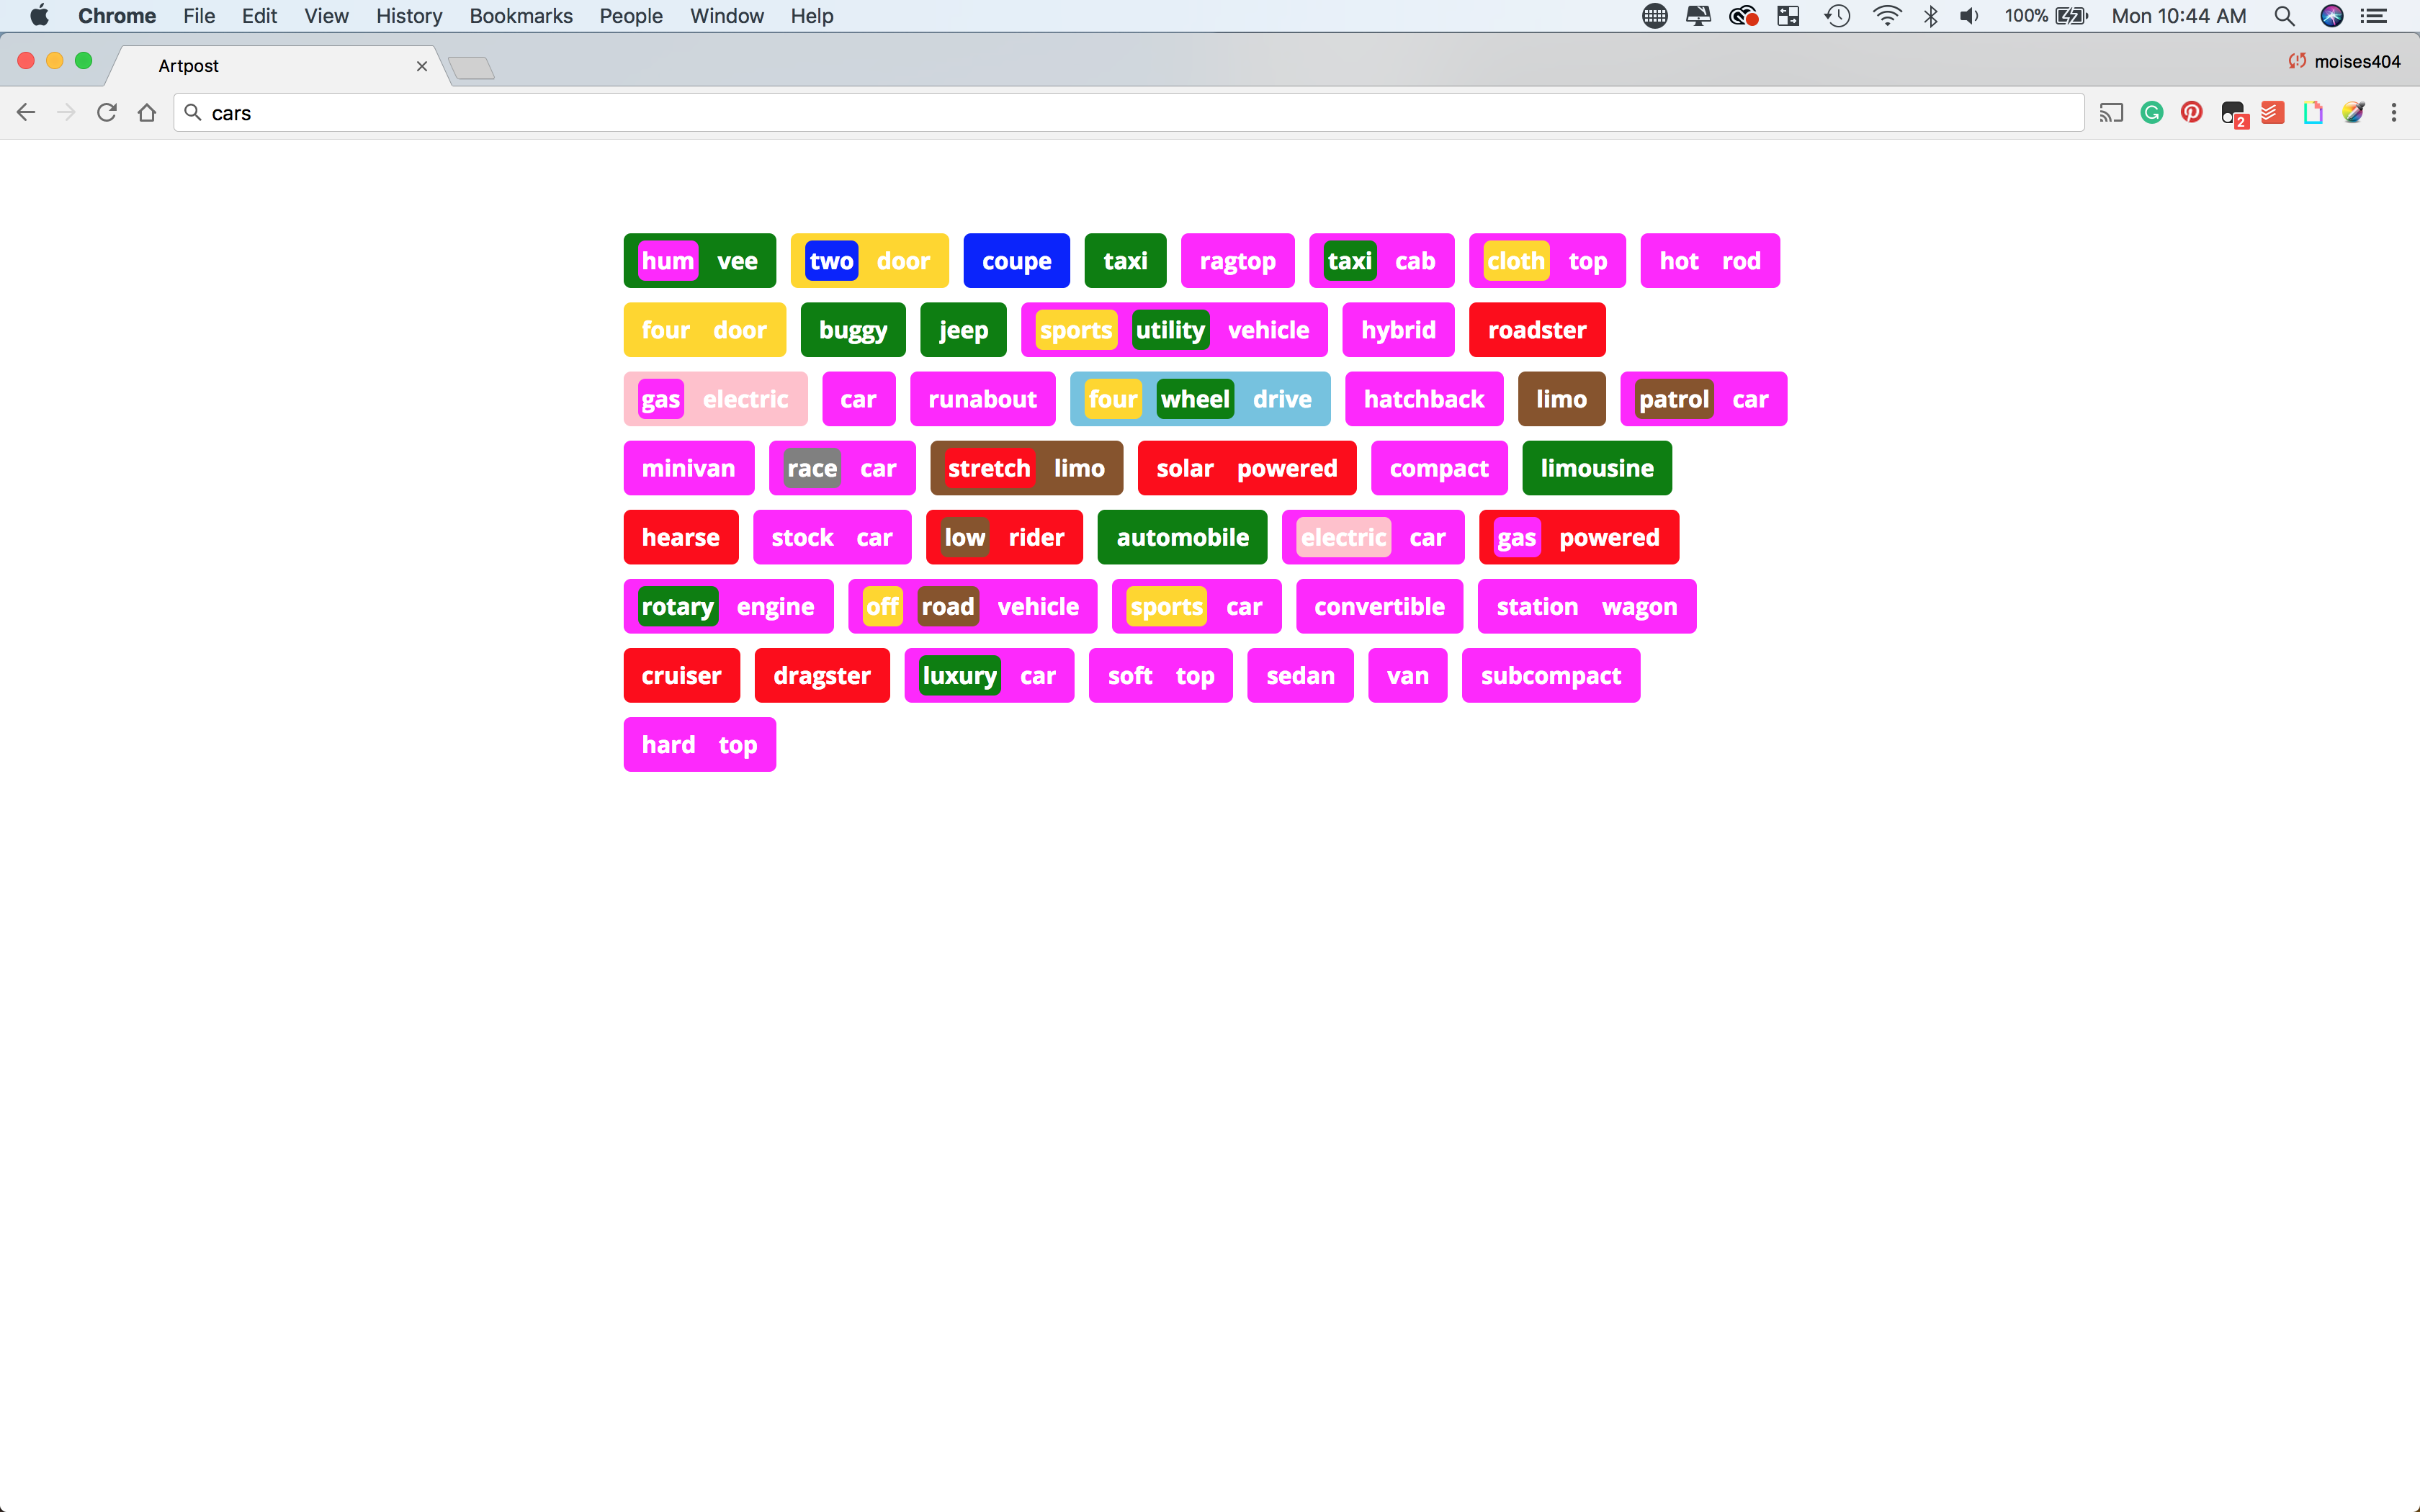 Chrome File Edit View History Bookmarks People Window Help 100% Mon 10:44 AM
Artpost moises404
cars 2
hum vee two door coupe taxi ragtop taxi cab cloth top hot rod
four door buggy jeep sports utility vehicle hybrid roadster
gas electric car runabout four wheel drive hatchback limo patrol car
minivan race car stretch limo solar powered compact limousine
hearse stock car low rider automobile electric car gas powered
rotary engine off road vehicle sports car convertible station wagon
cruiser dragster luxury car soft top sedan van subcompact
hard top